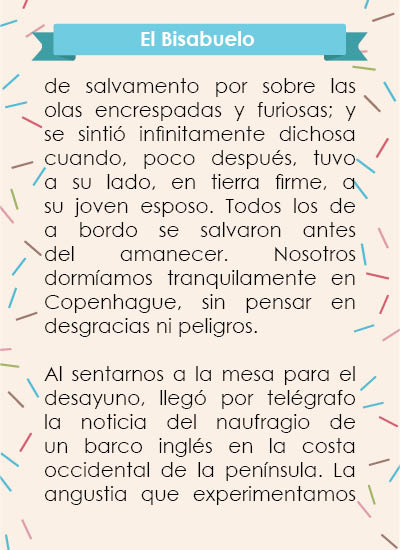 El Bisabuelo
de salvamento por sobre las
olas encrespadas y furiosas; y
se sintió infinitamente dichosa
cuando, poco después, tuvo
a su lado, en tierra firme, a
su joven esposo. Todos los de
a bordo se salvaron antes
del amanecer. Nosotros
dormíamos tranquilamente en
Copenhague, sin pensar en
desgracias ni peligros.
Al sentarnos a la mesa para el
desayuno, llegó por telégrafo
la noticia del naufragio de
un barco inglés en la costa
occidental de la península. La
angustia que experimentamos